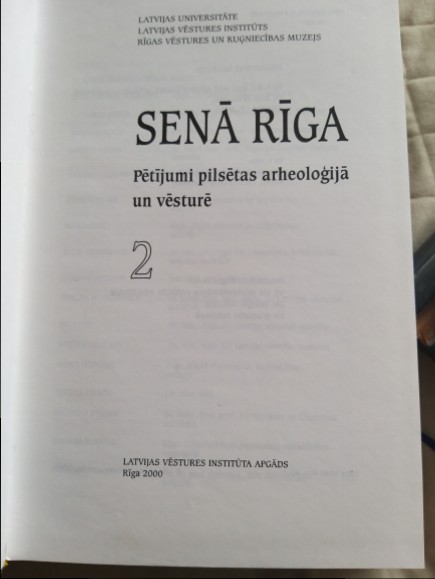 LATVIJAS UNIVERSITĀTE
LATVIJAS VĒSTURES INSTITŪTS
RĪGAS VĒSTURES UN KUĢNIECĪBAS MUZEJS
SENĀ RĪGA
Pētījumi pilsētas arheoloģijā
un vēsturē
2
LATVIJAS VĒSTURES INSTITŪTA APGĀDS
Rīga 2000